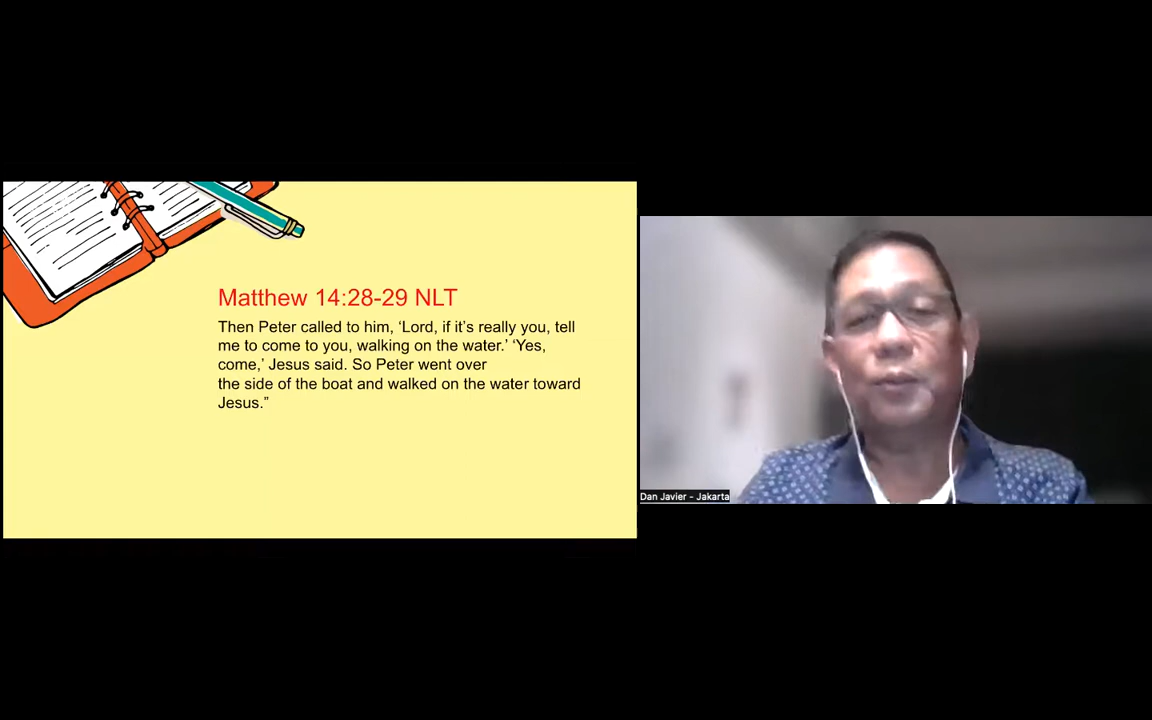 Matthew 14:28-29 NLT
Then Peter called to him, ‘Lord, if it’s really you, tell
me to come to you, walking on the water.’ ‘Yes,
come,’ Jesus said. So Peter went over
the side of the boat and walked on the water toward
Jesus.”
Dan Javier - Jakarta